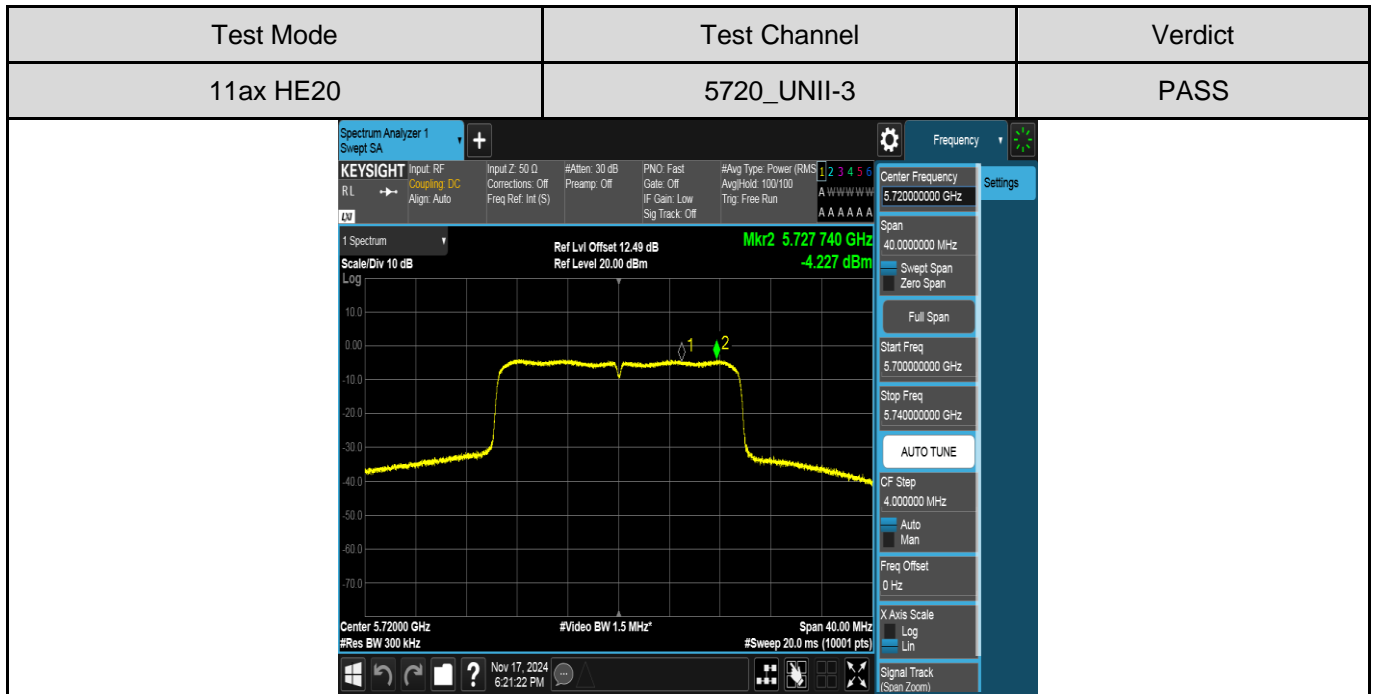 Test Mode Test Channel Verdict
11ax HE20 5720_UNII-3 PASS
Spectrum Analyzer 1
Swept SA
+
Frequency
KEYSIGHT Input: RF Input Z: 50 Ω #Atten: 30 dB PNO: Fast #Avg Type: Power (RMS 1 2 3 4 5 6
RL Coupling: DC Corrections: Off Preamp: Off Gate: Off Avg|Hold: 100/100 A W W W W W
Align: Auto Freq Ref: Int (S) IF Gain: Low Trig: Free Run
LXI Sig Track: Off A A A A A A
1 Spectrum
Ref Lvl Offset 12.49 dB Mkr2 5.727 740 GHz
Scale/Div 10 dB Ref Level 20.00 dBm -4.227 dBm
Log
10.0
0.00
-10.0
-20.0
-30.0
-40.0
-50.0
-60.0
-70.0
1
2
Center 5.72000 GHz #Video BW 1.5 MHz* Span 40.00 MHz
#Res BW 300 kHz #Sweep 20.0 ms (10001 pts)
Center Frequency
5.720000000 GHz
Settings
Span
40.0000000 MHz
Swept Span
Zero Span
Full Span
Start Freq
5.700000000 GHz
Stop Freq
5.740000000 GHz
AUTO TUNE
CF Step
4.000000 MHz
Auto
Man
Freq Offset
0 Hz
X Axis Scale
Log
Lin
Signal Track
(Span Zoom)
? Nov 17, 2024
6:21:22 PM